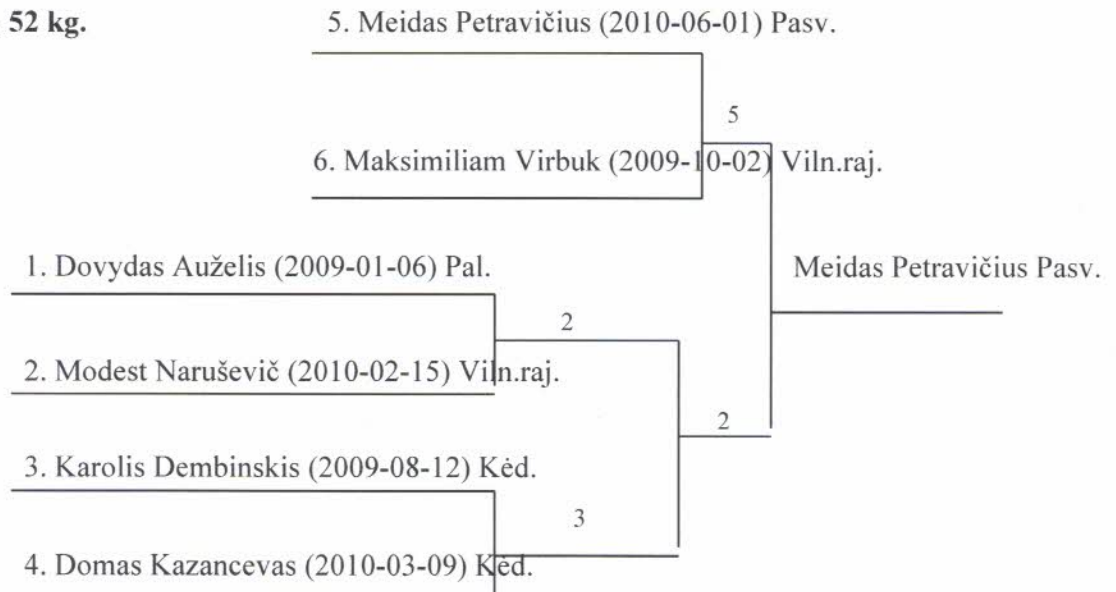 52 kg.
5. Meidas Petravičius (2010-06-01) Pasv.
5
6. Maksimiliam Virbuk (2009-10-02) Viln.raj.
1. Dovydas Auželis (2009-01-06) Pal.
Meidas Petravičius Pasv.
2
2. Modest Naruševič (2010-02-15) Viln.raj.
2
3. Karolis Dembinskis (2009-08-12) Kėd.
3
4. Domas Kazancevas (2010-03-09) Kėd.